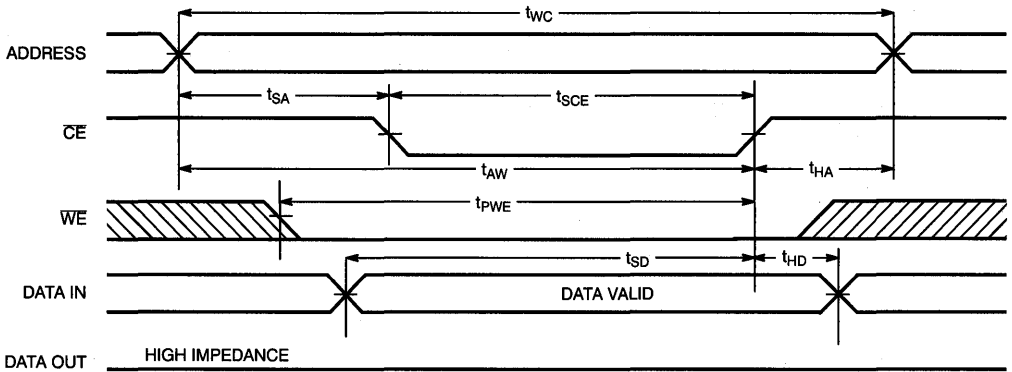 tWC
ADDRESS
tSA
tSCE
CE
tAW
tHA
tPWE
WE
tSD
tHD
DATA IN
DATA VALID
DATA OUT
HIGH IMPEDANCE